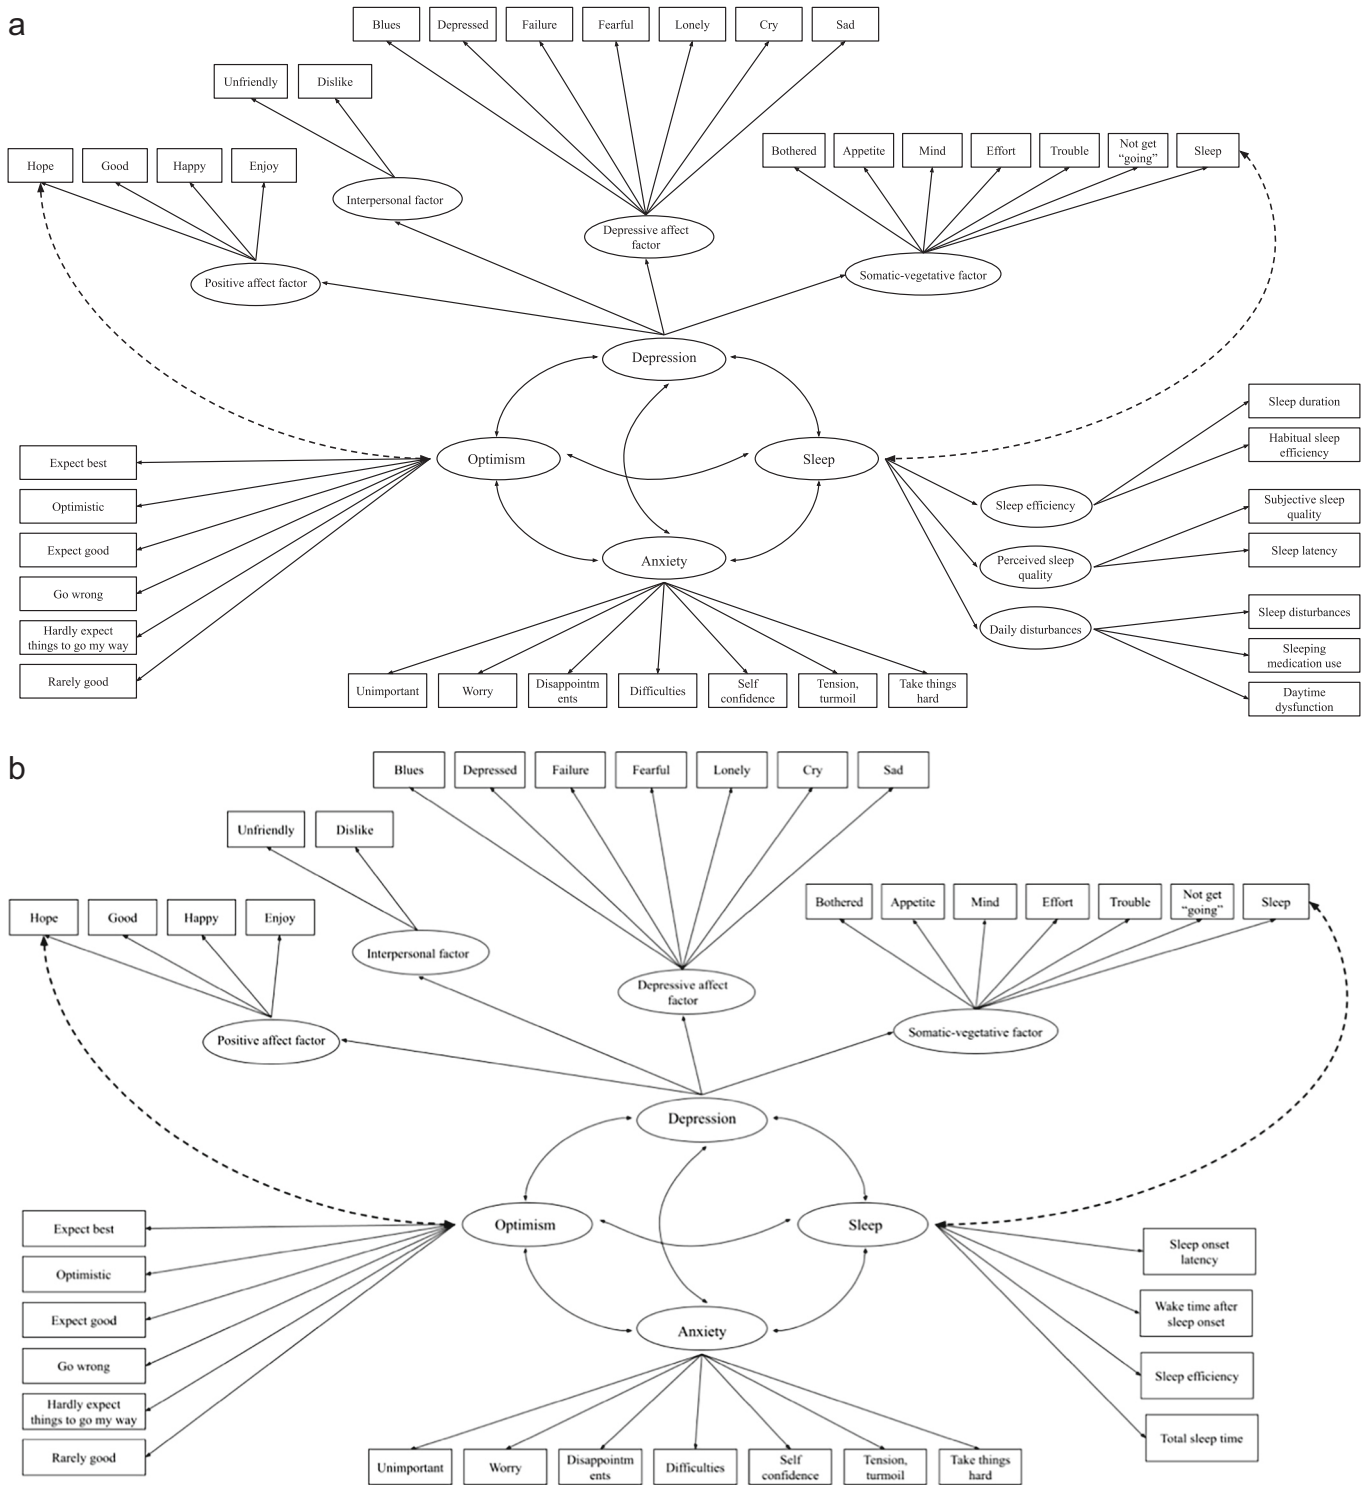 a
Blues
Depressed
Failure
Fearful
Lonely
Cry
Sad
Unfriendly
Dislike
Bothered
Appetite
Mind
Effort
Trouble
Not get
“going”
Sleep
Hope
Good
Happy
Enjoy
Interpersonal factor
Depressive affect
factor
Positive affect factor
Somatic-vegetative factor
Depression
Optimism
Sleep
Anxiety
Expect best
Optimistic
Expect good
Go wrong
Hardly expect
things to go my way
Rarely good
Sleep efficiency
Perceived sleep
quality
Daily disturbances
Sleep duration
Habitual sleep
efficiency
Subjective sleep
quality
Sleep latency
Sleep disturbances
Sleeping
medication use
Daytime
dysfunction
Unimportant
Worry
Disappointm
ents
Difficulties
Self
confidence
Tension,
turmoil
Take things
hard
b
Blues
Depressed
Failure
Fearful
Lonely
Cry
Sad
Unfriendly
Dislike
Bothered
Appetite
Mind
Effort
Trouble
Not get
“going”
Sleep
Hope
Good
Happy
Enjoy
Interpersonal factor
Depressive affect
factor
Positive affect factor
Somatic-vegetative factor
Depression
Optimism
Sleep
Anxiety
Expect best
Optimistic
Expect good
Go wrong
Hardly expect
things to go my way
Rarely good
Sleep onset
latency
Wake time after
sleep onset
Sleep efficiency
Total sleep time
Unimportant
Worry
Disappointm
ents
Difficulties
Self
confidence
Tension,
turmoil
Take things
hard